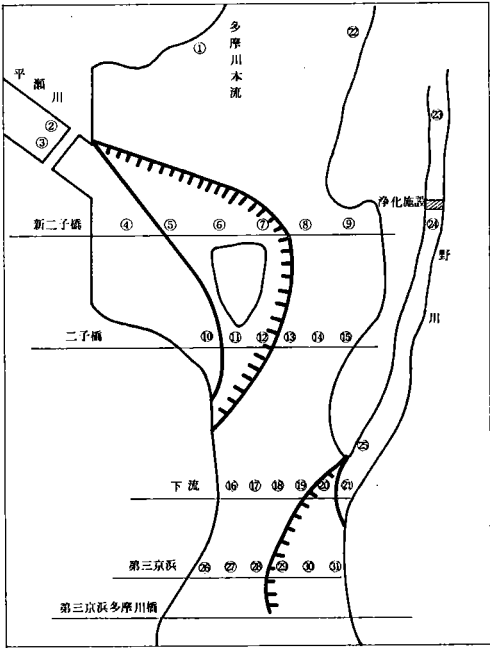 ①
多摩川本流
㉒
平瀬川
②
③
㉓
浄化施設
㉔
新二子橋 ④ ⑤ ⑥ ⑦ ⑧ ⑨
野川
二子橋 ⑩ ⑪ ⑫ ⑬ ⑭ ⑮
㉕
下流 ⑯ ⑰ ⑱ ⑲ ⑳ ㉑
第三京浜 ㉖ ㉗ ㉘ ㉙ ㉚ ㉛
第三京浜多摩川橋